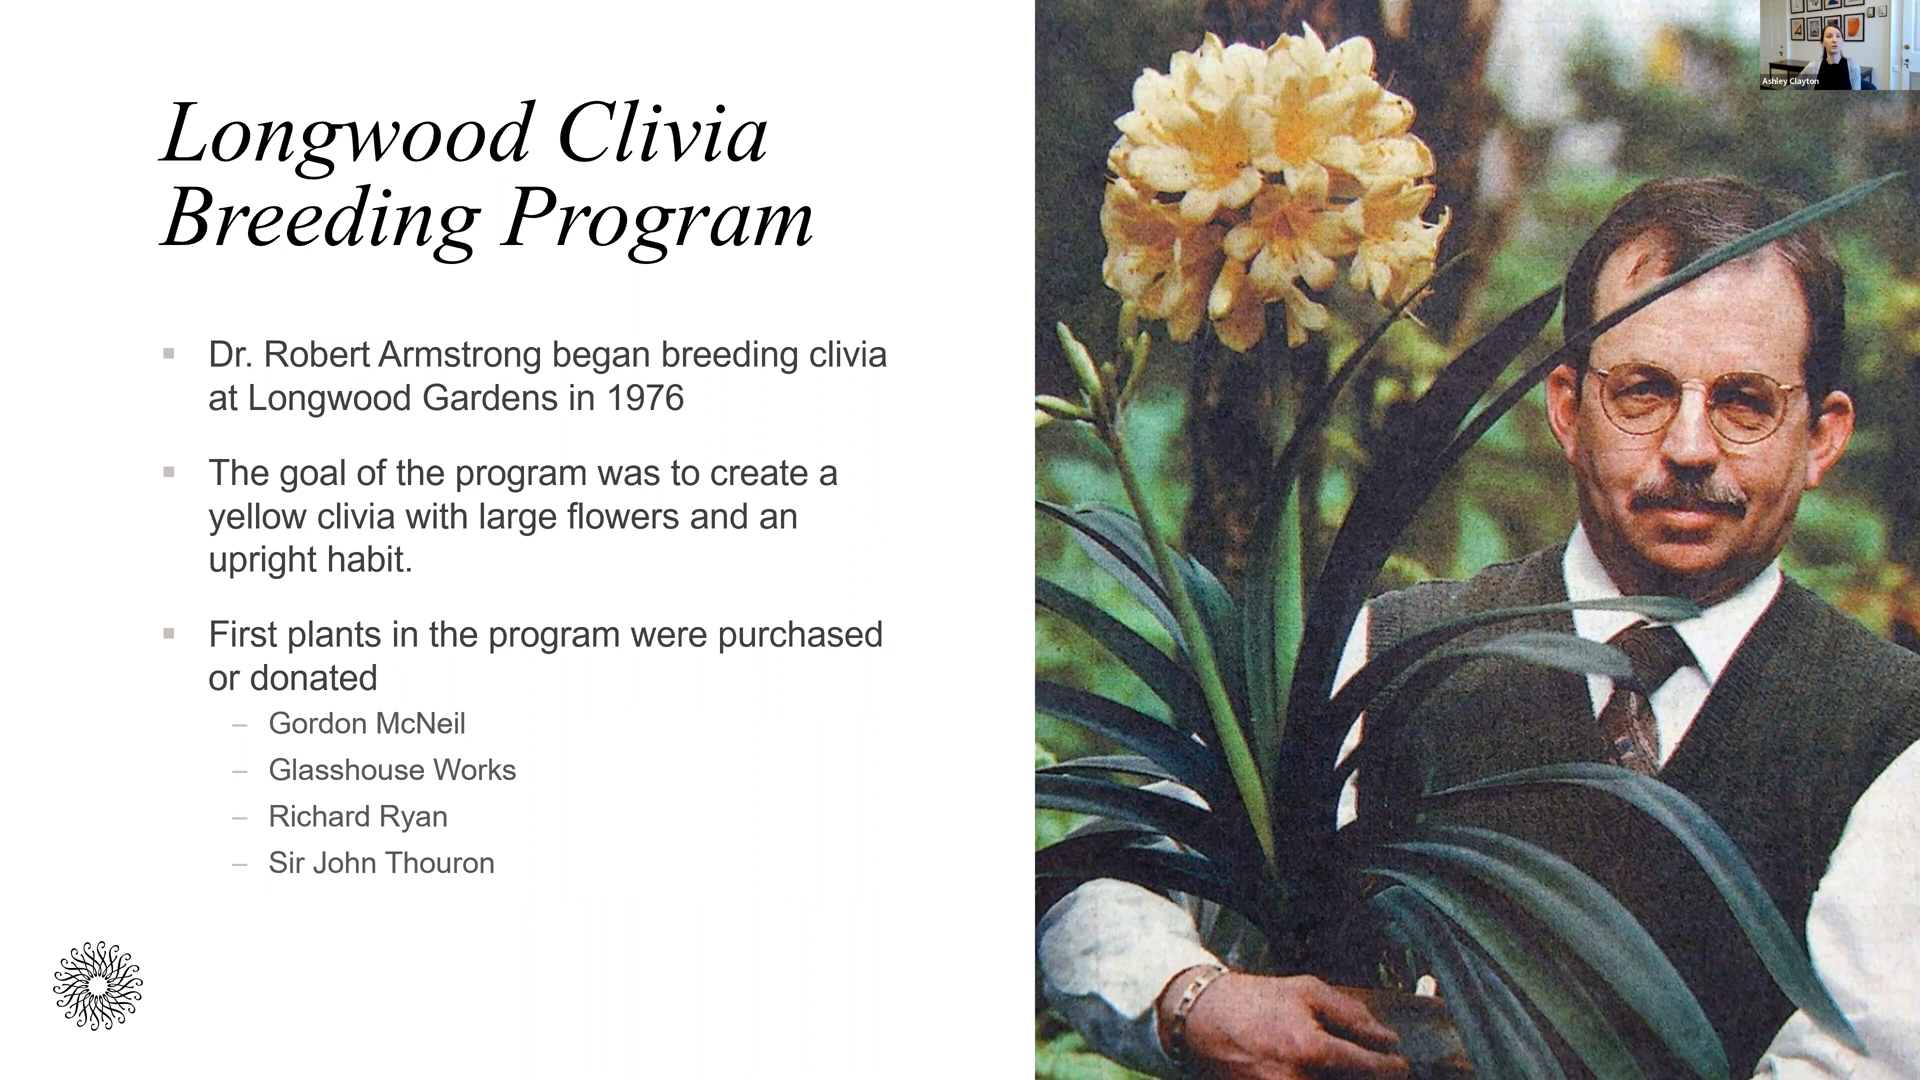 Ashley Clayton
Longwood Clivia
Breeding Program
Dr. Robert Armstrong began breeding clivia
at Longwood Gardens in 1976
The goal of the program was to create a
yellow clivia with large flowers and an
upright habit.
First plants in the program were purchased
or donated
– Gordon McNeil
– Glasshouse Works
– Richard Ryan
– Sir John Thouron